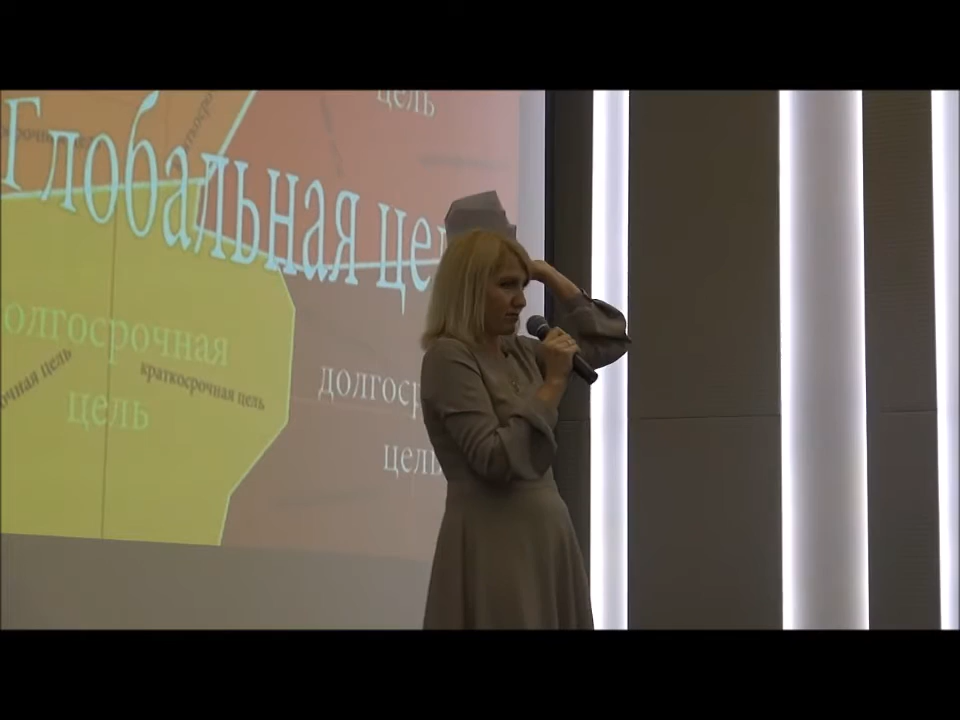 цель
Глобальная це
долгосрочная
краткосрочная цель
цель
долгоср
цель